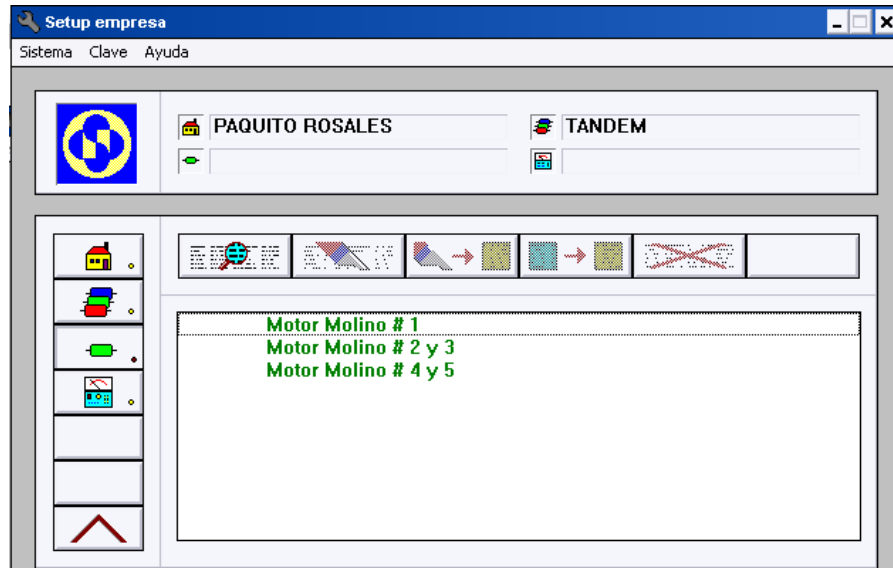 Setup empresa
Sistema Clave Ayuda
PAQUITO ROSALES
TANDEM
Motor Molino # 1
Motor Molino # 2 y 3
Motor Molino # 4 y 5